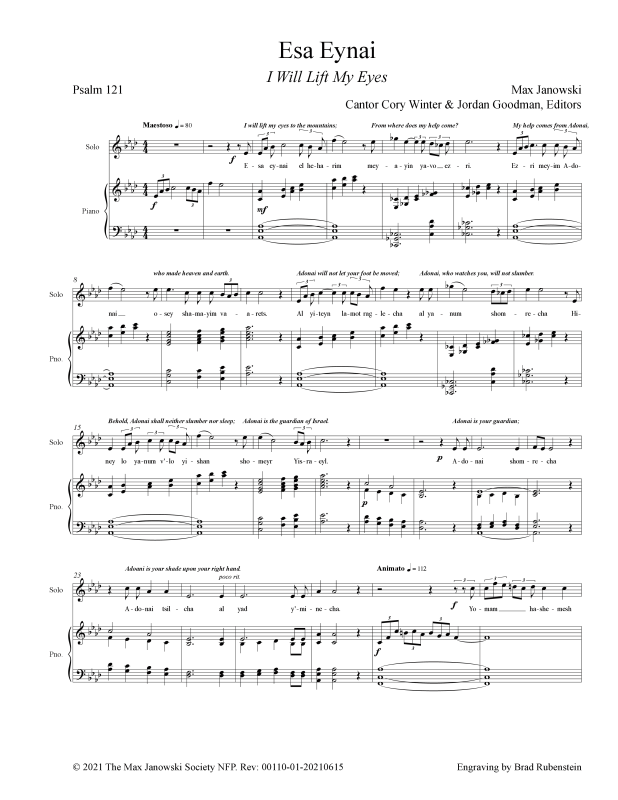 Esa Eynai
I Will Lift My Eyes
Psalm 121
Max Janowski
Cantor Cory Winter & Jordan Goodman, Editors
Maestoso ♩ = 80
I will lift my eyes to the mountains;
From where does my help come?
My help comes from Adonai,
Solo
f
E - sa ey-nai el he-ha-rim me - a-yin ya-vo ez - ri. Ez - ri mey-im A-do-
Piano
f
mf
8
who made heaven and earth.
Adonai will not let your foot be moved;
Adonai, who watches you, will not slumber.
Solo
nai o - sey sha-ma-yim va - a-rets. Al yi-teyn la-mot rag-le-cha al ya - num shom - re-cha Hi-
Pno.
15
Behold, Adonai shall neither slumber nor sleep;
Adonai is the guardian of Israel.
Adonai is your guardian;
Solo
p
ney lo ya-num v'-lo yi-shan sho-meyr Yis-ra-eyl. A-do-nai shom-re-cha
Pno.
p
23
Adonai is your shade upon your right hand.
poco rit.
Animato ♩ = 112
Solo
f
A-do-nai tsil - cha al yad y'-mi - ne-cha. Yo-mam ha-she-mesh
Pno.
f
© 2021 The Max Janowski Society NFP. Rev: 00110-01-20210615
Engraving by Brad Rubenstein